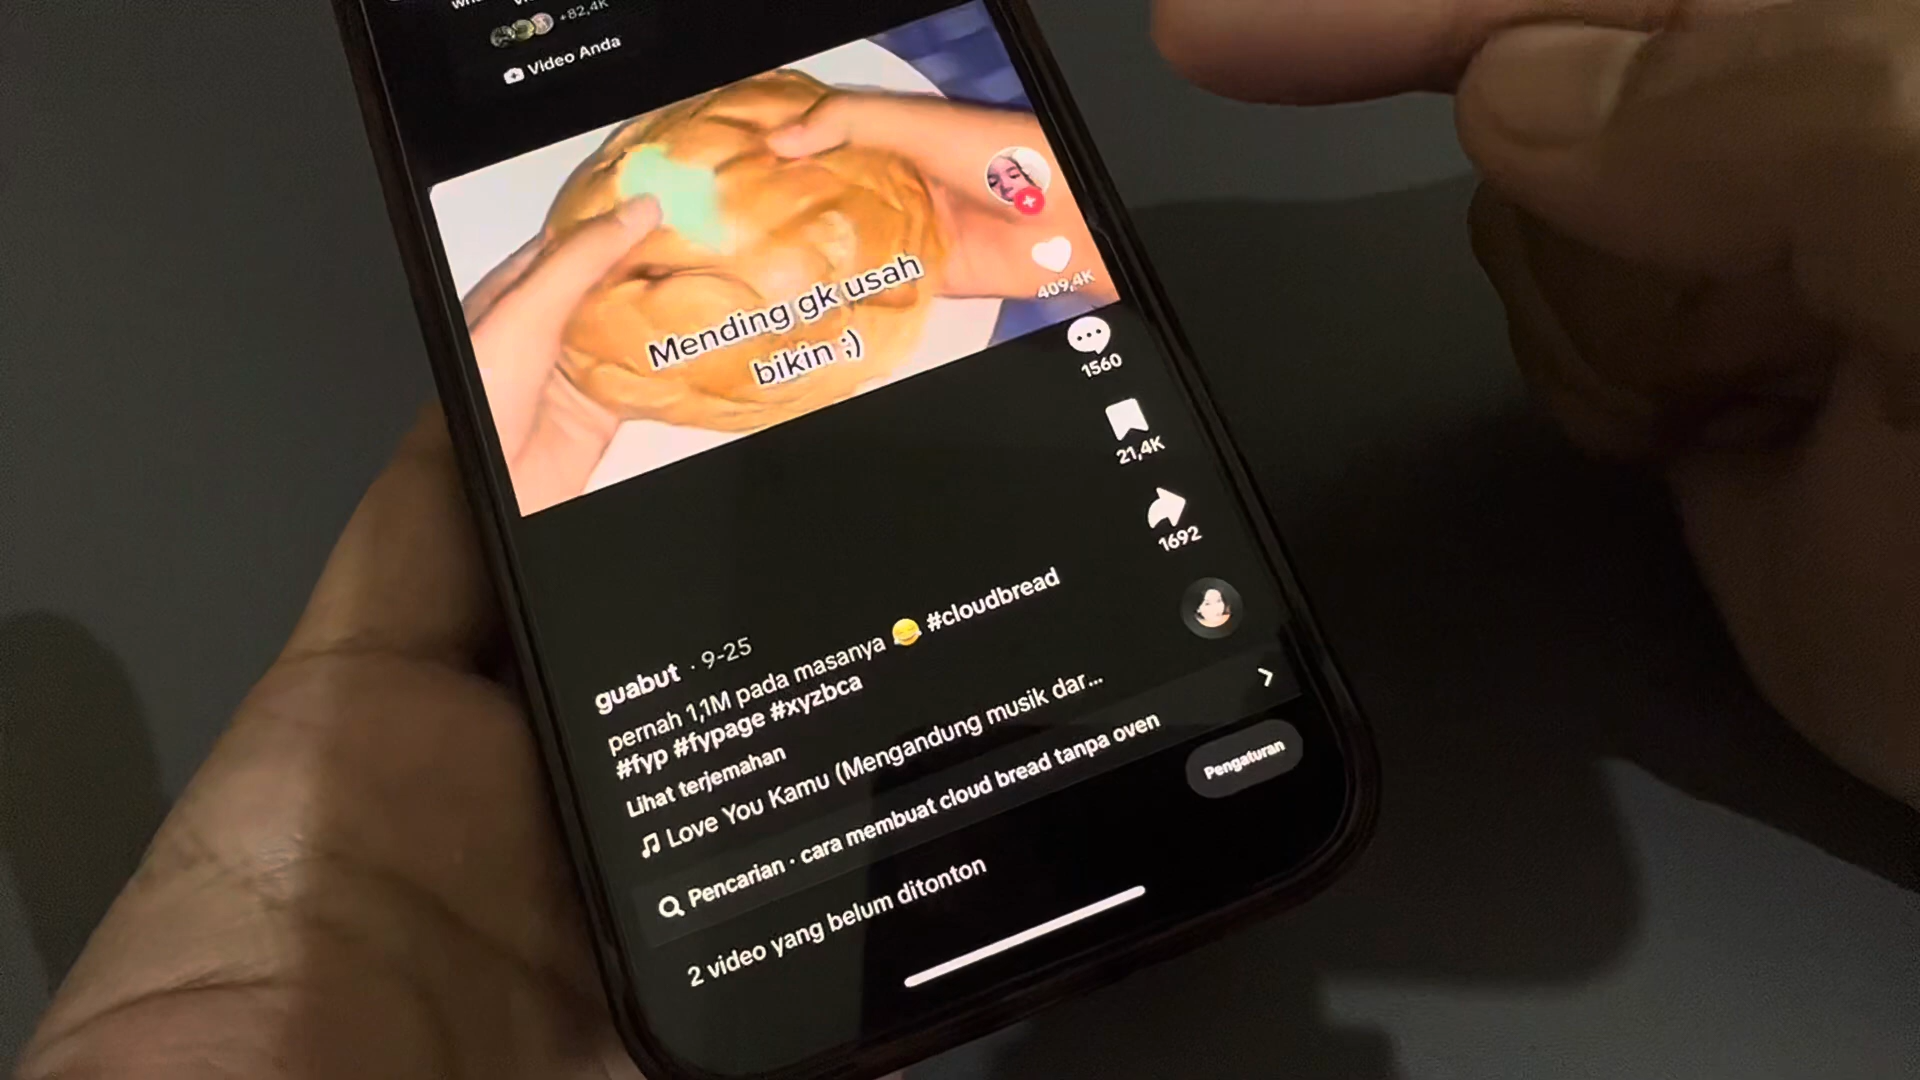 +82,4K
Video Anda
Mending gk usah
bikin ;)
409,4K
1560
21,4K
1692
guabut · 9-25
pernah 1,1M pada masanya 😂 #cloudbread
#fyp #fypage #xyzbca
Lihat terjemahan
Love You Kamu (Mengandung musik dar...
Pencarian · cara membuat cloud bread tanpa oven
2 video yang belum ditonton
Pengaturan